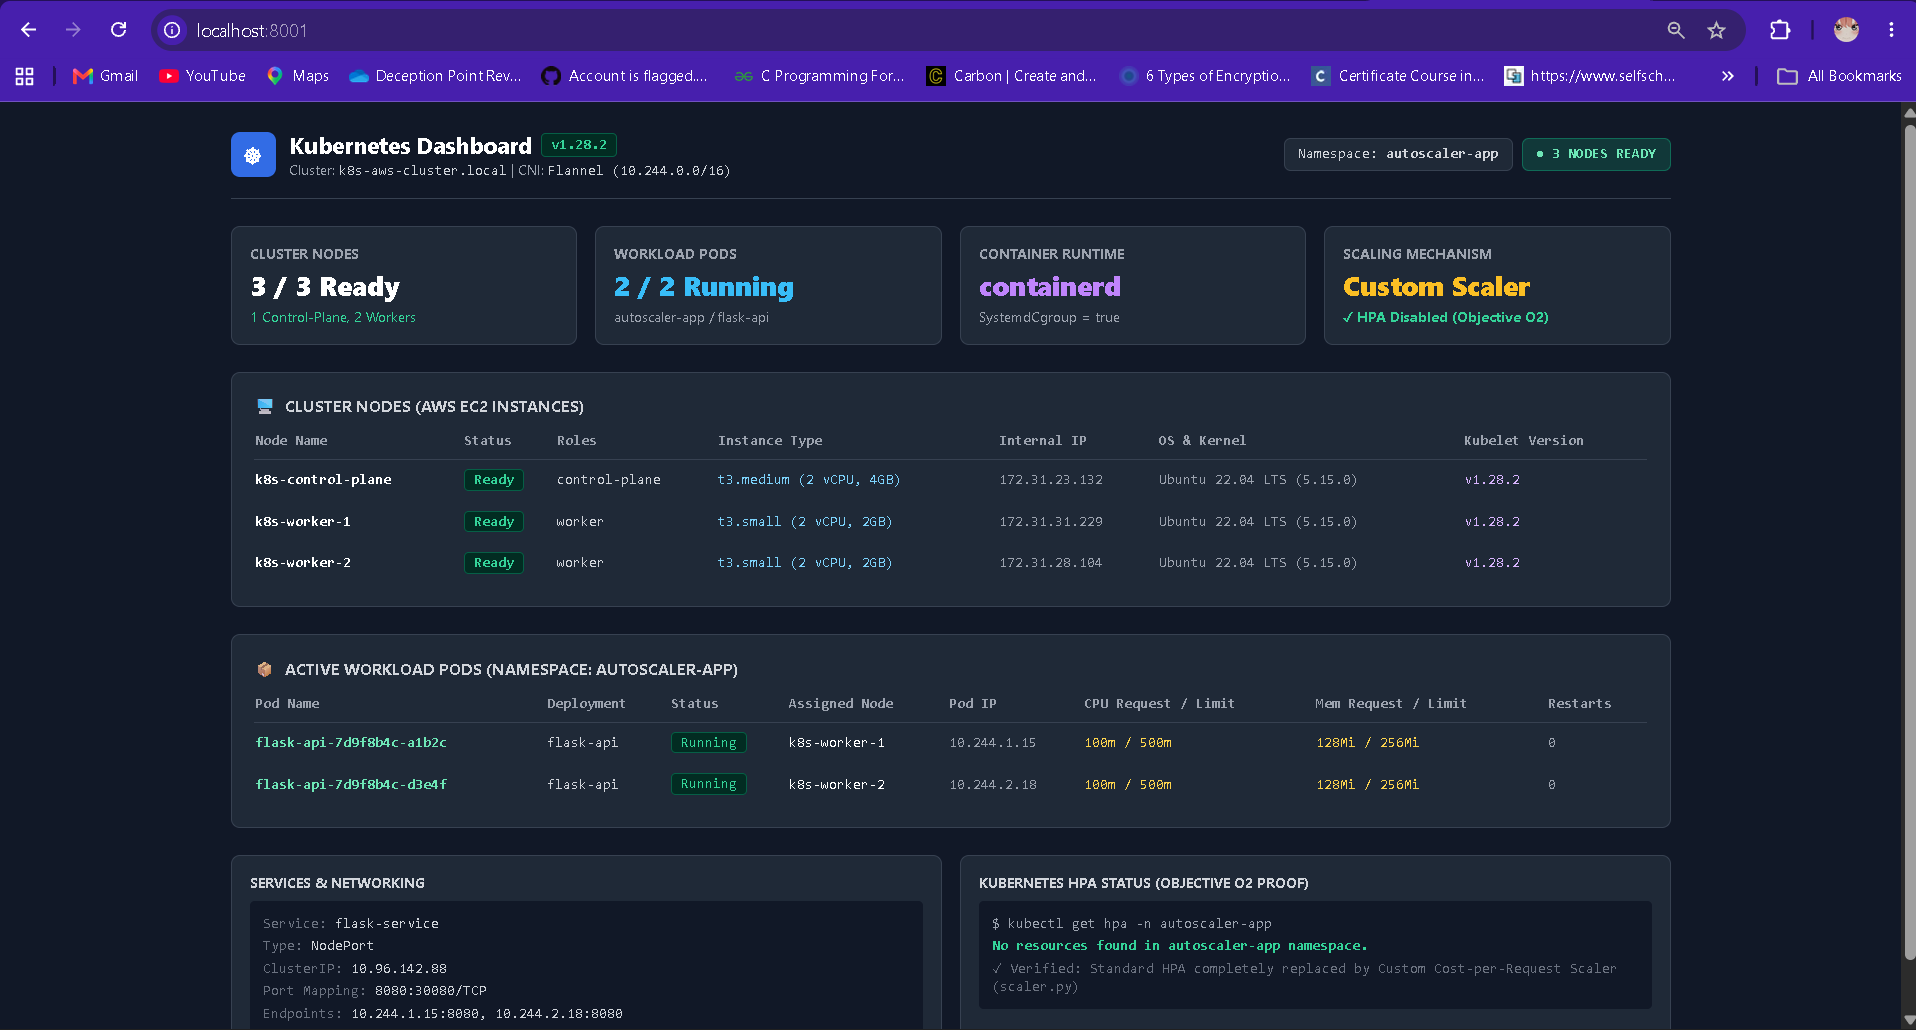 localhost:8001
Gmail YouTube Maps Deception Point Rev... Account is flagged.... C Programming For... Carbon | Create and... 6 Types of Encryptio... Certificate Course in... https://www.selfsch... » All Bookmarks
Kubernetes Dashboard v1.28.2
Cluster: k8s-aws-cluster.local | CNI: Flannel (10.244.0.0/16)
Namespace: autoscaler-app ● 3 NODES READY
CLUSTER NODES
3 / 3 Ready
1 Control-Plane, 2 Workers
WORKLOAD PODS
2 / 2 Running
autoscaler-app / flask-api
CONTAINER RUNTIME
containerd
SystemdCgroup = true
SCALING MECHANISM
Custom Scaler
✓ HPA Disabled (Objective O2)
CLUSTER NODES (AWS EC2 INSTANCES)
Node Name Status Roles Instance Type Internal IP OS & Kernel Kubelet Version
k8s-control-plane Ready control-plane t3.medium (2 vCPU, 4GB) 172.31.23.132 Ubuntu 22.04 LTS (5.15.0) v1.28.2
k8s-worker-1 Ready worker t3.small (2 vCPU, 2GB) 172.31.31.229 Ubuntu 22.04 LTS (5.15.0) v1.28.2
k8s-worker-2 Ready worker t3.small (2 vCPU, 2GB) 172.31.28.104 Ubuntu 22.04 LTS (5.15.0) v1.28.2
ACTIVE WORKLOAD PODS (NAMESPACE: AUTOSCALER-APP)
Pod Name Deployment Status Assigned Node Pod IP CPU Request / Limit Mem Request / Limit Restarts
flask-api-7d9f8b4c-a1b2c flask-api Running k8s-worker-1 10.244.1.15 100m / 500m 128Mi / 256Mi 0
flask-api-7d9f8b4c-d3e4f flask-api Running k8s-worker-2 10.244.2.18 100m / 500m 128Mi / 256Mi 0
SERVICES & NETWORKING
Service: flask-service
Type: NodePort
ClusterIP: 10.96.142.88
Port Mapping: 8080:30080/TCP
Endpoints: 10.244.1.15:8080, 10.244.2.18:8080
KUBERNETES HPA STATUS (OBJECTIVE O2 PROOF)
$ kubectl get hpa -n autoscaler-app
No resources found in autoscaler-app namespace.
✓ Verified: Standard HPA completely replaced by Custom Cost-per-Request Scaler
(scaler.py)